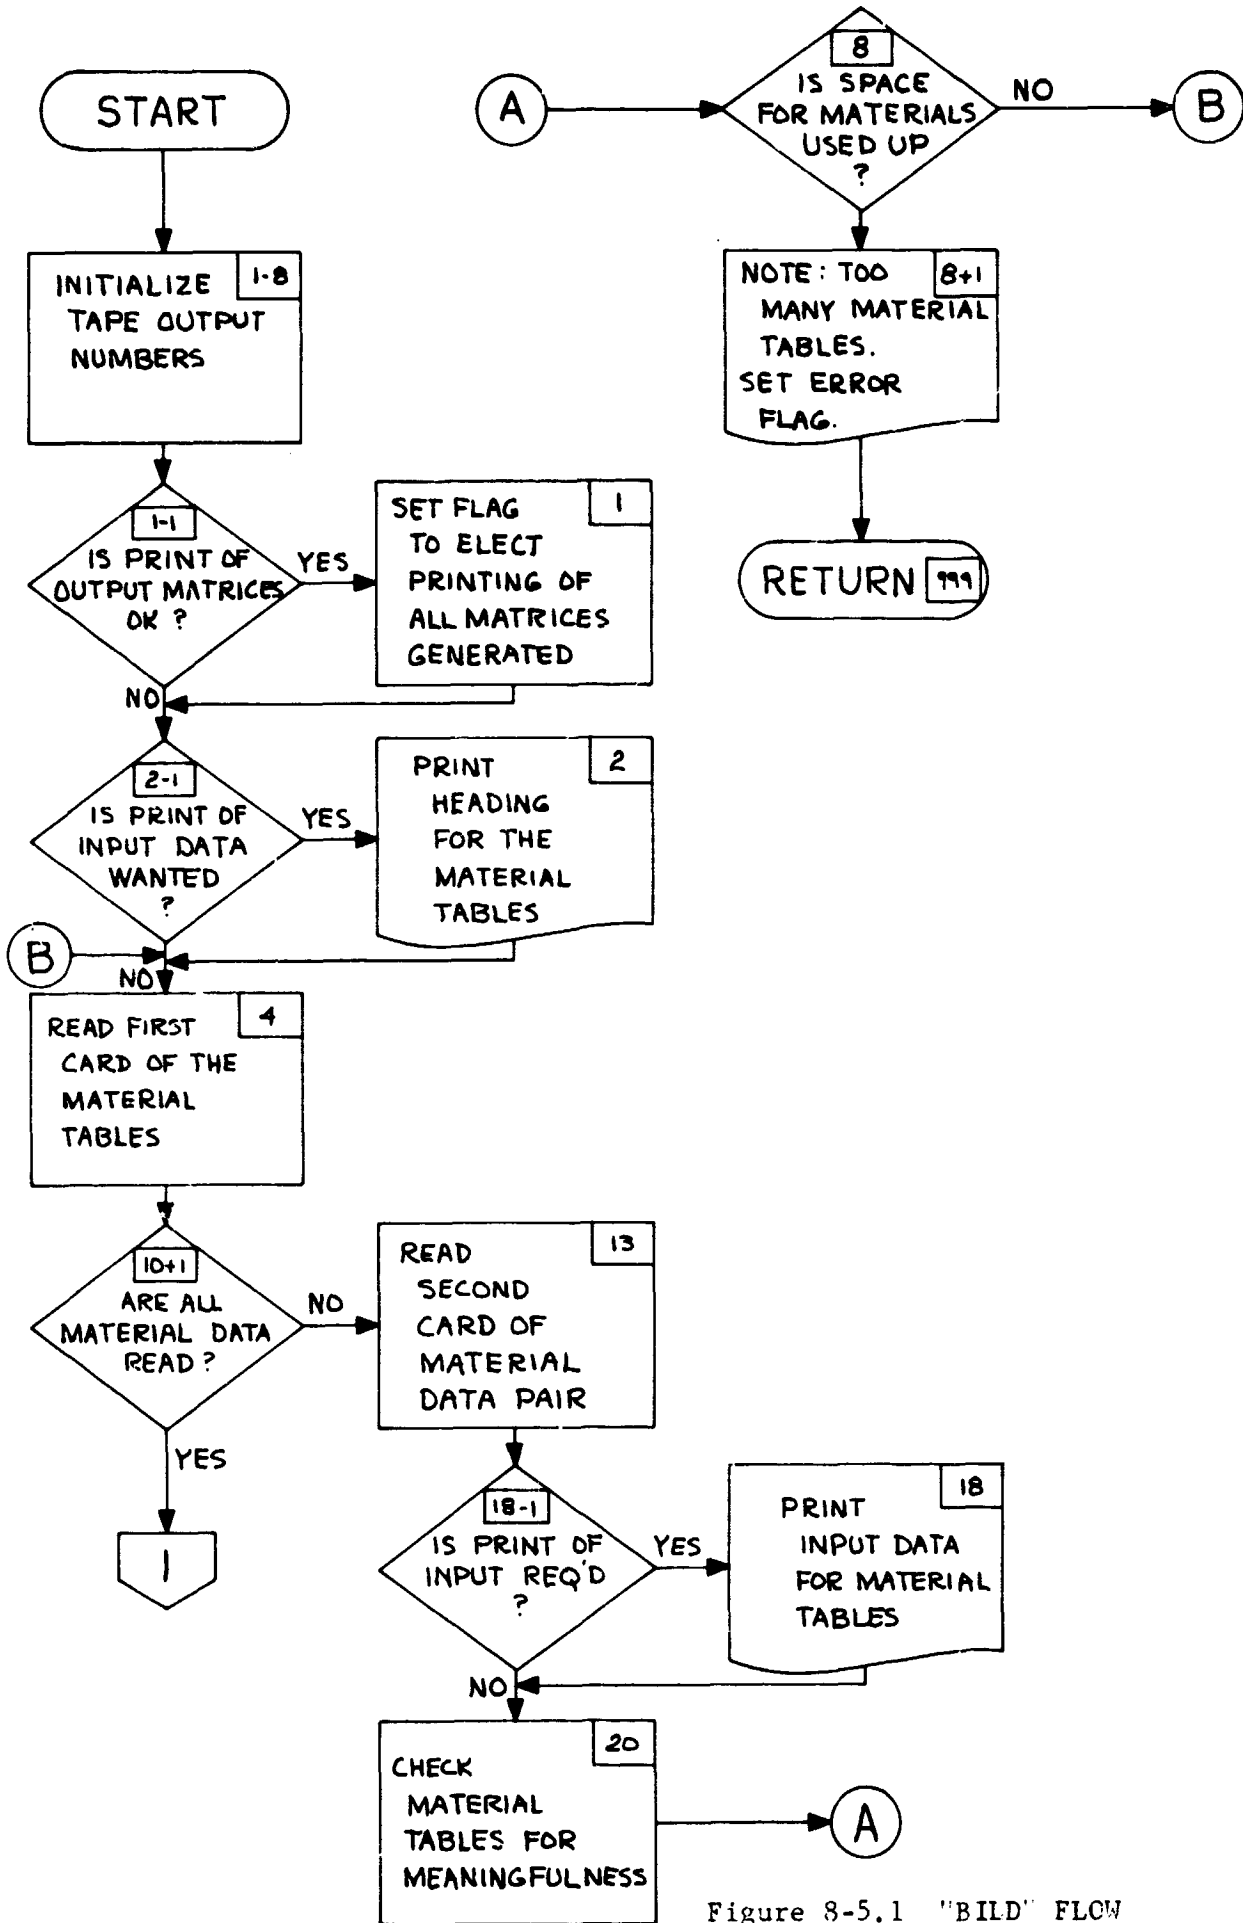 START
1-8
INITIALIZE
TAPE OUTPUT
NUMBERS
1-1
IS PRINT OF
OUTPUT MATRICES
OK ?
YES
NO
1
SET FLAG
TO ELECT
PRINTING OF
ALL MATRICES
GENERATED
2-1
IS PRINT OF
INPUT DATA
WANTED
?
YES
NO
2
PRINT
HEADING
FOR THE
MATERIAL
TABLES
B
4
READ FIRST
CARD OF THE
MATERIAL
TABLES
10+1
ARE ALL
MATERIAL DATA
READ ?
NO
YES
1
13
READ
SECOND
CARD OF
MATERIAL
DATA PAIR
18-1
IS PRINT OF
INPUT REQ'D
?
YES
NO
18
PRINT
INPUT DATA
FOR MATERIAL
TABLES
20
CHECK
MATERIAL
TABLES FOR
MEANINGFULNESS
A
A
8
IS SPACE
FOR MATERIALS
USED UP
?
NO
B
8+1
NOTE: TOO
MANY MATERIAL
TABLES.
SET ERROR
FLAG.
RETURN 999
Figure 8-5.1 "BILD" FLOW